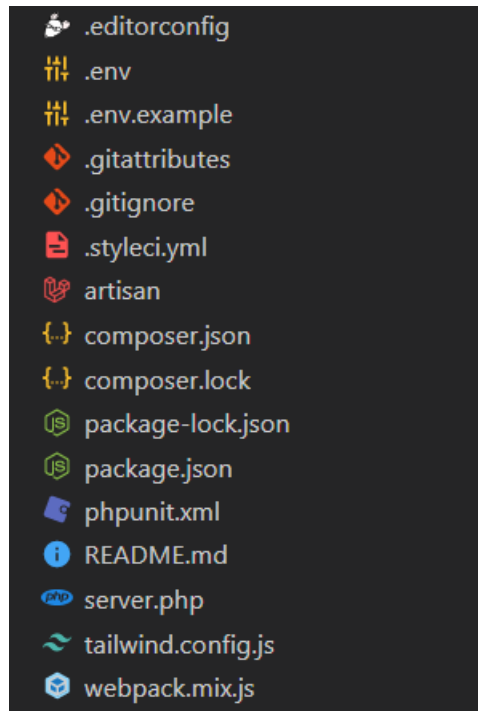 .editorconfig
.env
.env.example
.gitattributes
.gitignore
.styleci.yml
artisan
composer.json
composer.lock
package-lock.json
package.json
phpunit.xml
README.md
php server.php
tailwind.config.js
webpack.mix.js